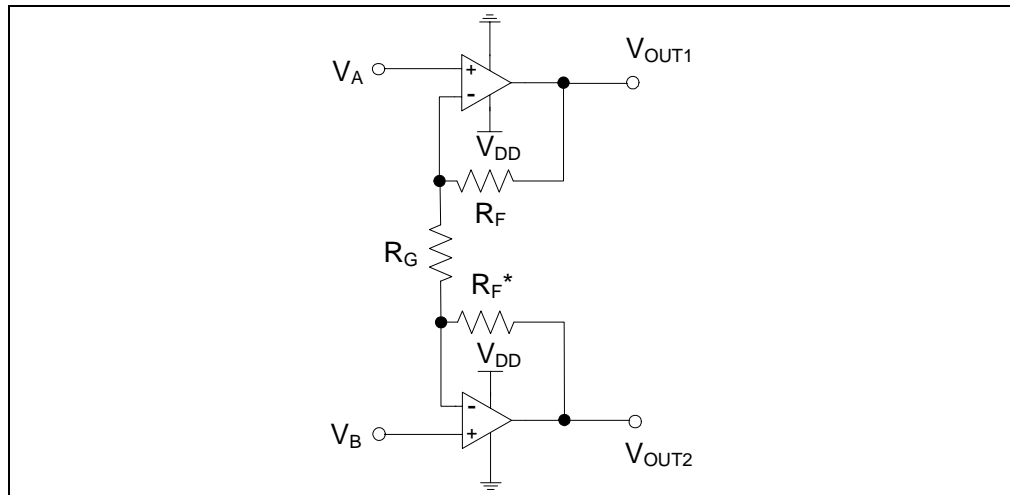 V_OUT1
V_A
+
-
V_DD
R_F
R_G
R_F*
V_DD
-
V_B
+
V_OUT2